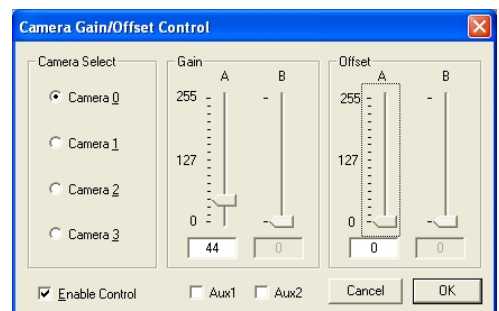 Camera Gain/Offset Control
Camera Select
Camera 0
Camera 1
Camera 2
Camera 3
Enable Control
Gain
A B
255
127
0
44 0
Aux1 Aux2
Offset
A B
255
127
0
0 0
Cancel OK